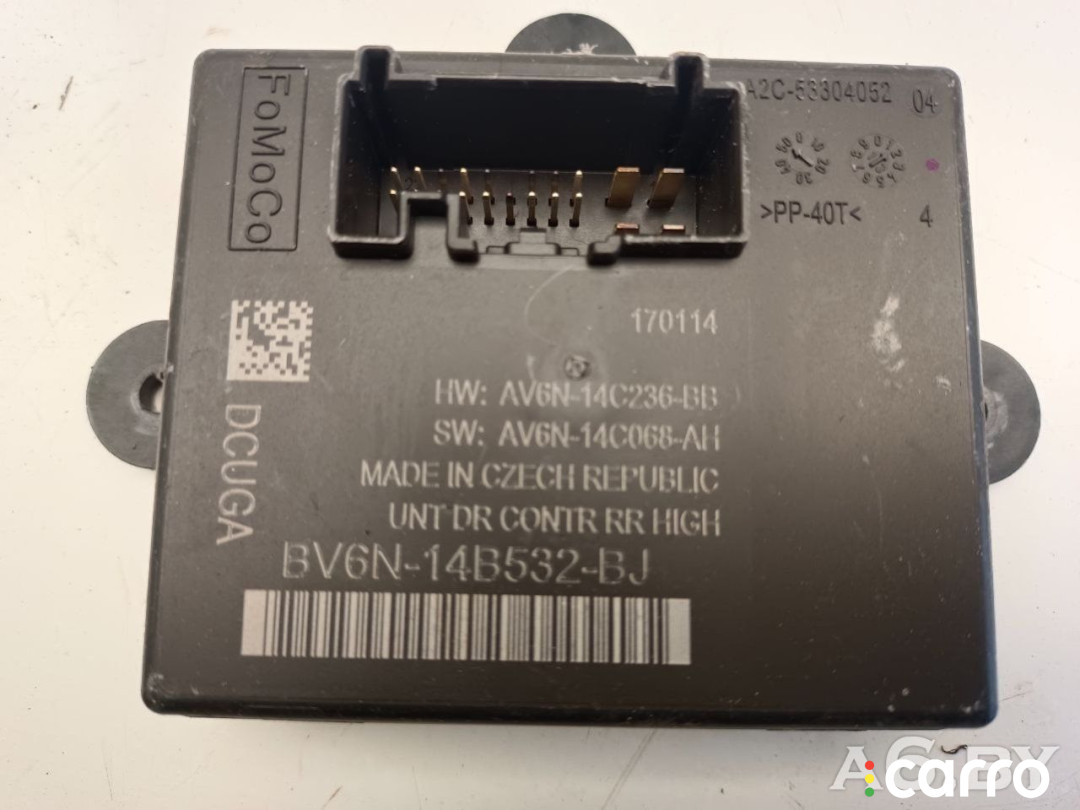 FoMoCo
A2C-53304052 04
>PP-40T< 4
170114
HW: AV6N-14C236-BB
SW: AV6N-14C068-AH
MADE IN CZECH REPUBLIC
UNT DR CONTR RR HIGH
DCUGA
BV6N-14B532-BJ
carro